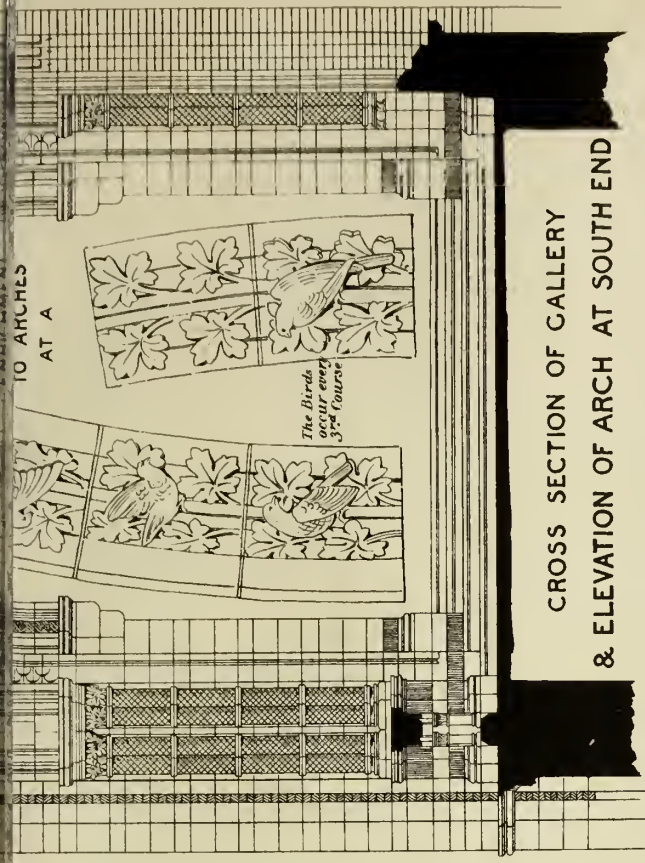 TO ARCHES
AT A
The Birds
occur every
3rd Course
CROSS SECTION OF GALLERY
& ELEVATION OF ARCH AT SOUTH END